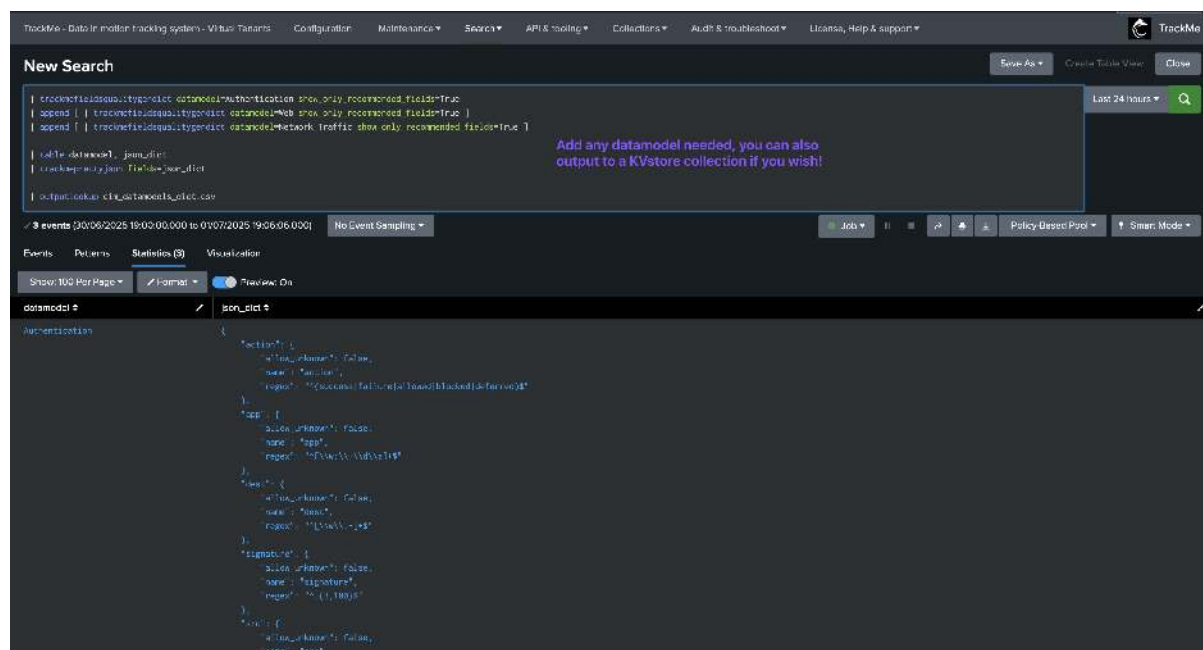 TrackMe - Data in motion tracking system - Virtual Tenants Configuration Maintenance Search API & tooling Collections Audit & troubleshoot License, Help & support TrackMe
New Search Save As Create Table View Close
| trackmefieldsqualitygendict datamodel=Authentication show_only_recommended_fields=True
| append [ | trackmefieldsqualitygendict datamodel=Web show_only_recommended_fields=True ]
| append [ | trackmefieldsqualitygendict datamodel=Network_Traffic show_only_recommended_fields=True ]
Last 24 hours
Add any datamodel needed, you can also
output to a KVstore collection if you wish!
| table datamodel, json_dict
| trackmeprettyjson fields=json_dict
| outputlookup cim_datamodels_dict.csv
✓ 3 events (30/06/2025 19:00:00.000 to 01/07/2025 19:06:06.000) No Event Sampling Job Policy-Based Pool Smart Mode
Events Patterns Statistics (3) Visualization
Show: 100 Per Page Format Preview: On
datamodel json_dict
Authentication {
"action": {
"allow_unknown": false,
"name": "action",
"regex": "^(success|failure|allowed|blocked|deferred)$"
},
"app": {
"allow_unknown": false,
"name": "app",
},
"dest": {
"allow_unknown": false,
"name": "dest",
},
"signature": {
"allow_unknown": false,
"name": "signature",
},
"src": {
"allow_unknown": false,